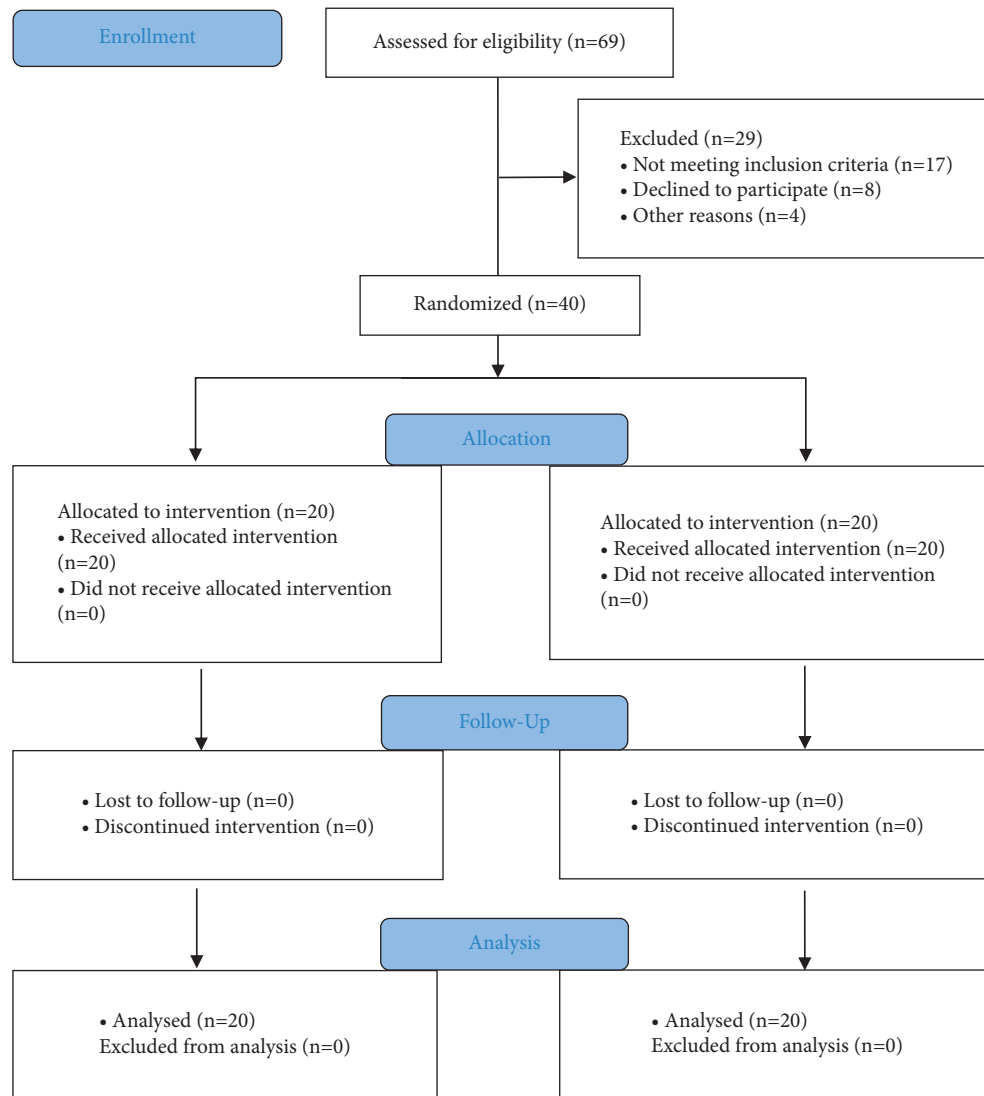 Enrollment
Assessed for eligibility (n=69)
Excluded (n=29)
• Not meeting inclusion criteria (n=17)
• Declined to participate (n=8)
• Other reasons (n=4)
Randomized (n=40)
Allocation
Allocated to intervention (n=20)
• Received allocated intervention
(n=20)
• Did not receive allocated intervention
(n=0)
Allocated to intervention (n=20)
• Received allocated intervention (n=20)
• Did not receive allocated intervention
(n=0)
Follow-Up
• Lost to follow-up (n=0)
• Discontinued intervention (n=0)
• Lost to follow-up (n=0)
• Discontinued intervention (n=0)
Analysis
• Analysed (n=20)
Excluded from analysis (n=0)
• Analysed (n=20)
Excluded from analysis (n=0)